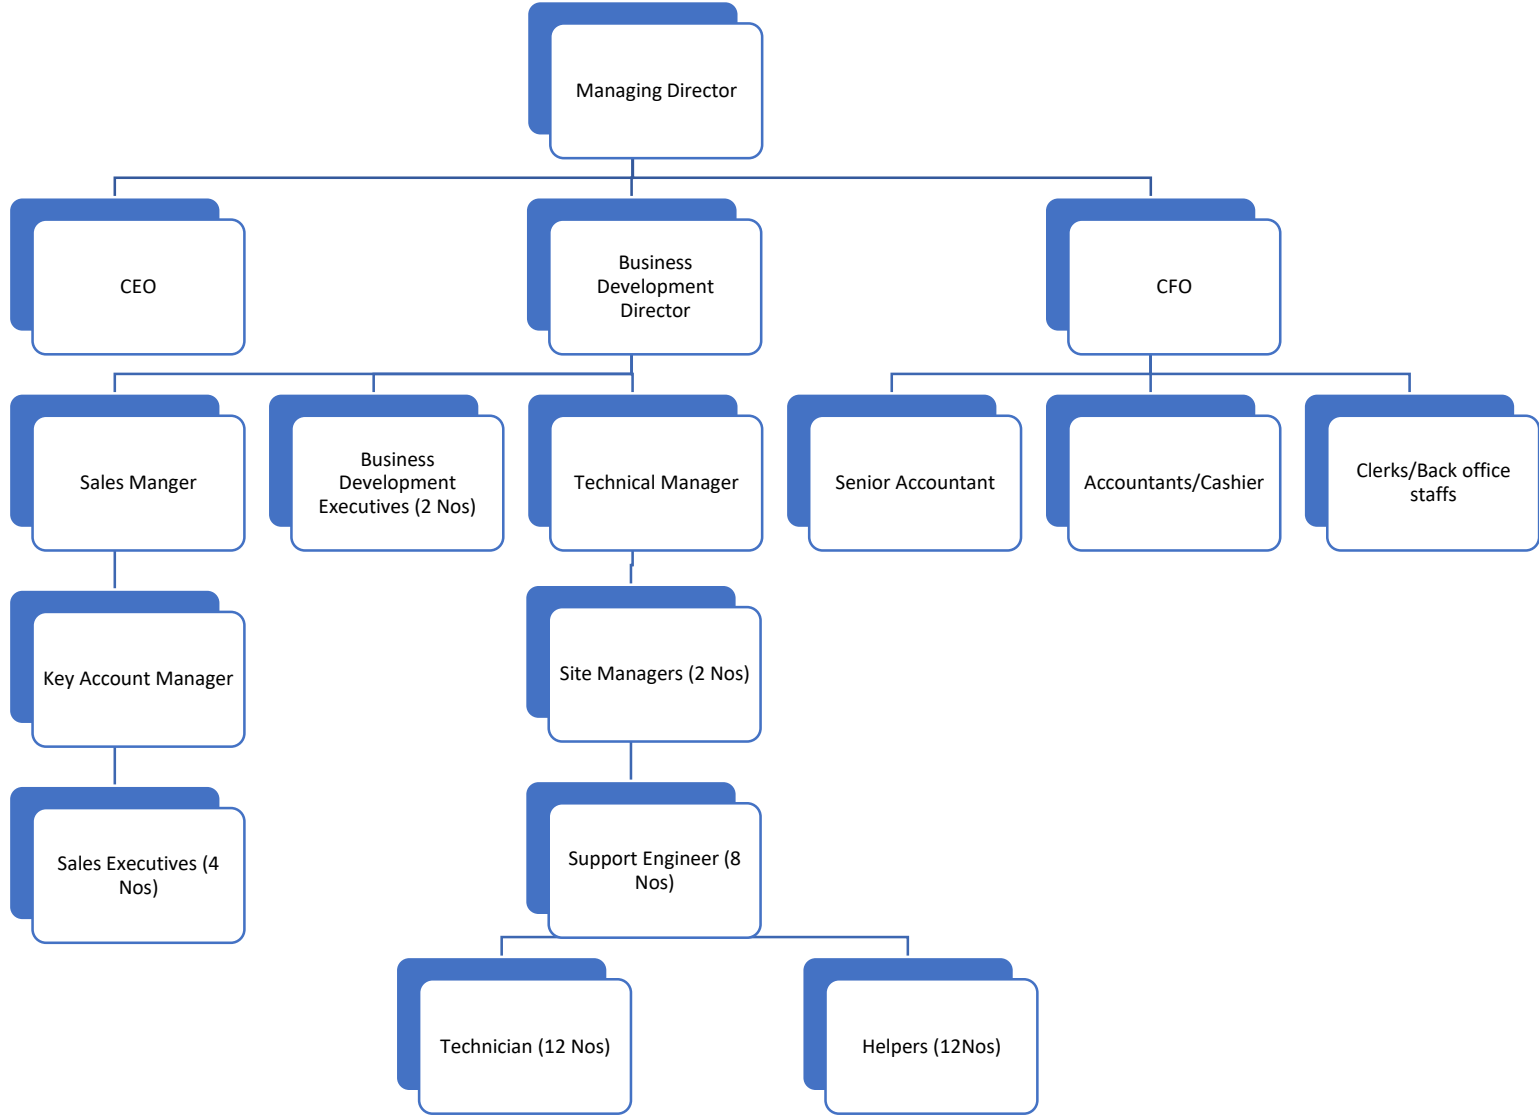 Managing Director
CEO
Business
Development
Director
CFO
Sales Manger
Business
Development
Executives (2 Nos)
Technical Manager
Senior Accountant
Accountants/Cashier
Clerks/Back office
staffs
Key Account Manager
Site Managers (2 Nos)
Sales Executives (4
Nos)
Support Engineer (8
Nos)
Technician (12 Nos)
Helpers (12Nos)